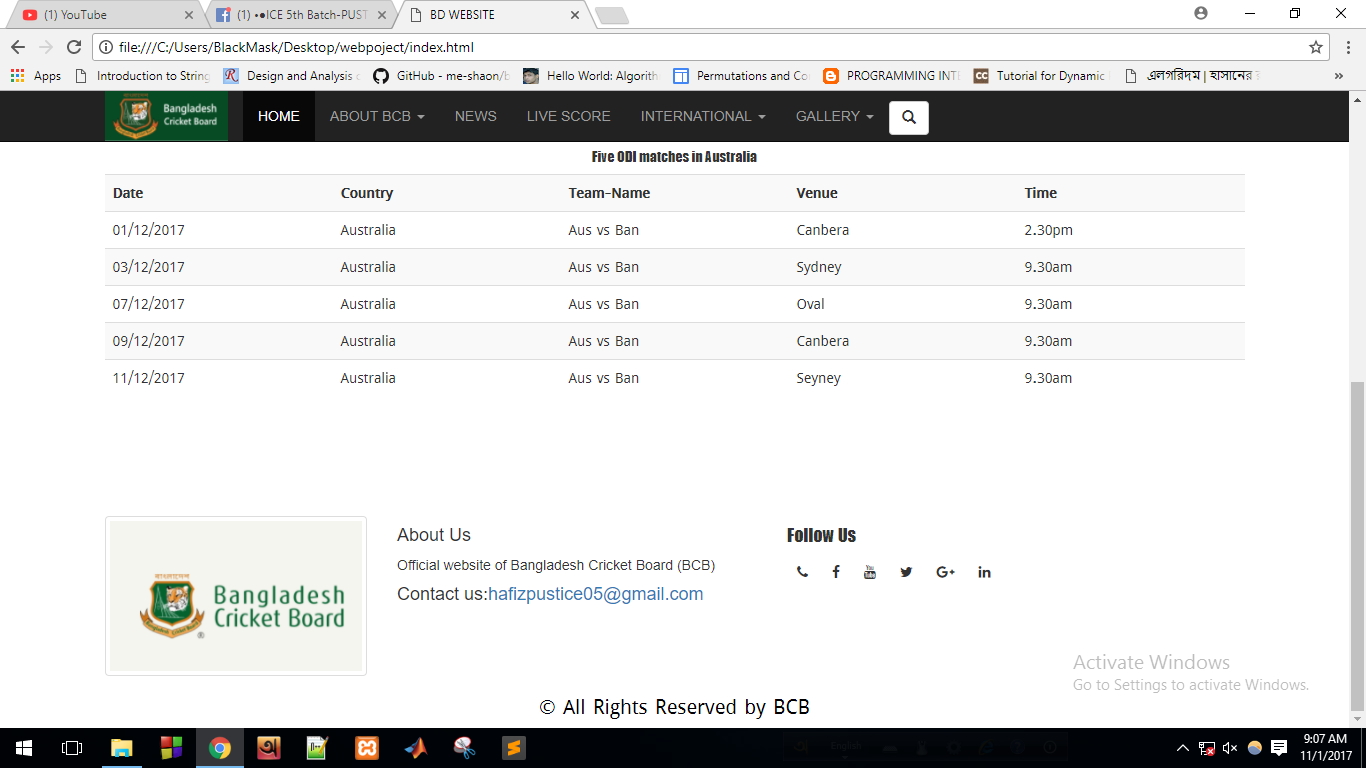 (1) YouTube
(1) •●ICE 5th Batch-PUST
BD WEBSITE
file:///C:/Users/BlackMask/Desktop/webpoject/index.html
Apps Introduction to String Design and Analysis GitHub - me-shaon/b Hello World: Algorith Permutations and Co PROGRAMMING INT Tutorial for Dynamic এলগরিদম | হাসানের »
Bangladesh
Cricket Board
HOME ABOUT BCB NEWS LIVE SCORE INTERNATIONAL GALLERY
Five ODI matches in Australia
Date Country Team-Name Venue Time
01/12/2017 Australia Aus vs Ban Canbera 2.30pm
03/12/2017 Australia Aus vs Ban Sydney 9.30am
07/12/2017 Australia Aus vs Ban Oval 9.30am
09/12/2017 Australia Aus vs Ban Canbera 9.30am
11/12/2017 Australia Aus vs Ban Seyney 9.30am
Bangladesh
Cricket Board
®
About Us
Official website of Bangladesh Cricket Board (BCB)
Contact us:hafizpustice05@gmail.com
Follow Us
Activate Windows
Go to Settings to activate Windows.
© All Rights Reserved by BCB
English
9:07 AM
11/1/2017